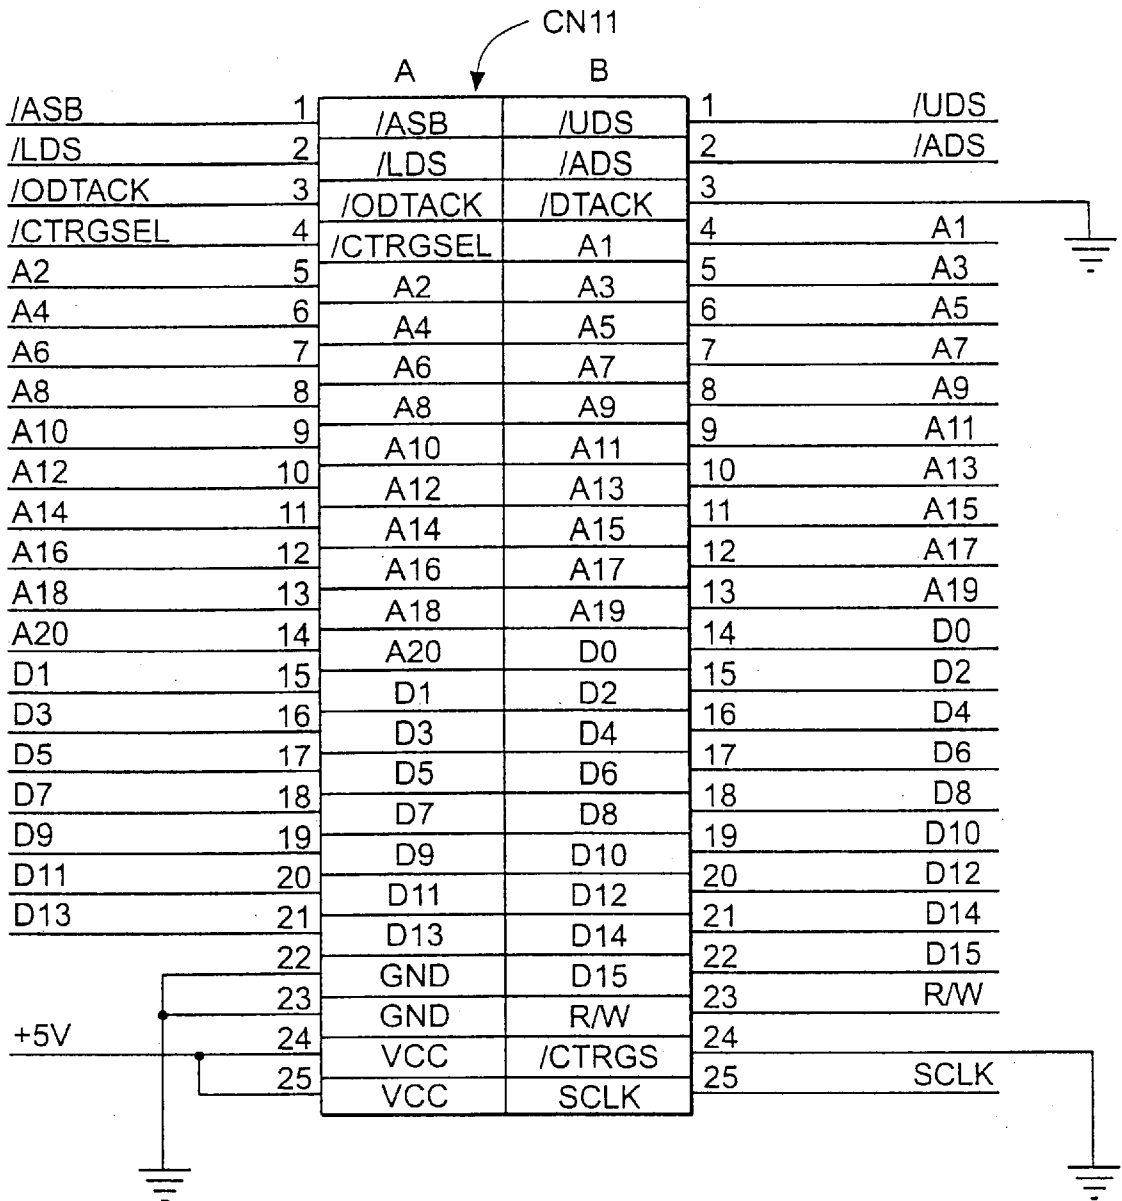 CN11
A B
/ASB 1 /ASB /UDS 1 /UDS
/LDS 2 /LDS /ADS 2 /ADS
/ODTACK 3 /ODTACK /DTACK 3
/CTRGSEL 4 /CTRGSEL A1 4 A1
A2 5 A2 A3 5 A3
A4 6 A4 A5 6 A5
A6 7 A6 A7 7 A7
A8 8 A8 A9 8 A9
A10 9 A10 A11 9 A11
A12 10 A12 A13 10 A13
A14 11 A14 A15 11 A15
A16 12 A16 A17 12 A17
A18 13 A18 A19 13 A19
A20 14 A20 D0 14 D0
D1 15 D1 D2 15 D2
D3 16 D3 D4 16 D4
D5 17 D5 D6 17 D6
D7 18 D7 D8 18 D8
D9 19 D9 D10 19 D10
D11 20 D11 D12 20 D12
D13 21 D13 D14 21 D14
22 GND D15 22 D15
23 GND R/W 23 R/W
+5V 24 VCC /CTRGS 24
25 VCC SCLK 25 SCLK